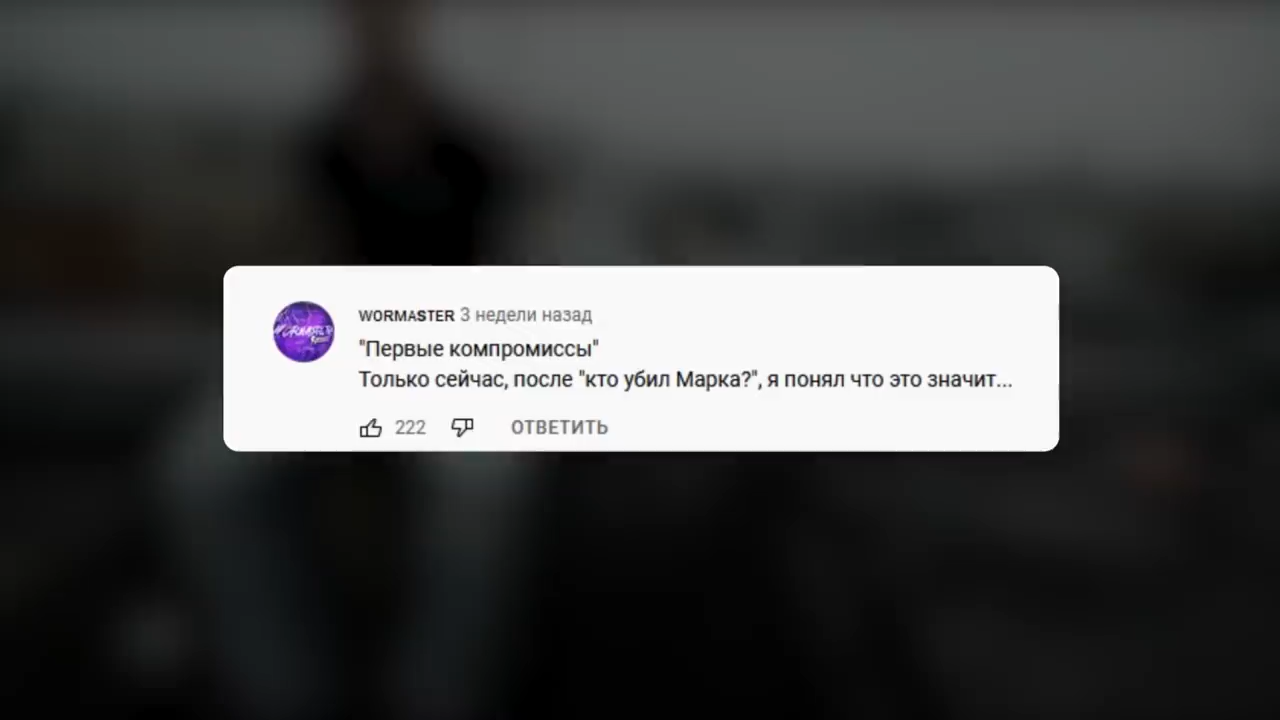 WORMASTER 3 недели назад
"Первые компромиссы"
Только сейчас, после "кто убил Марка?", я понял что это значит...
222 ОТВЕТИТЬ